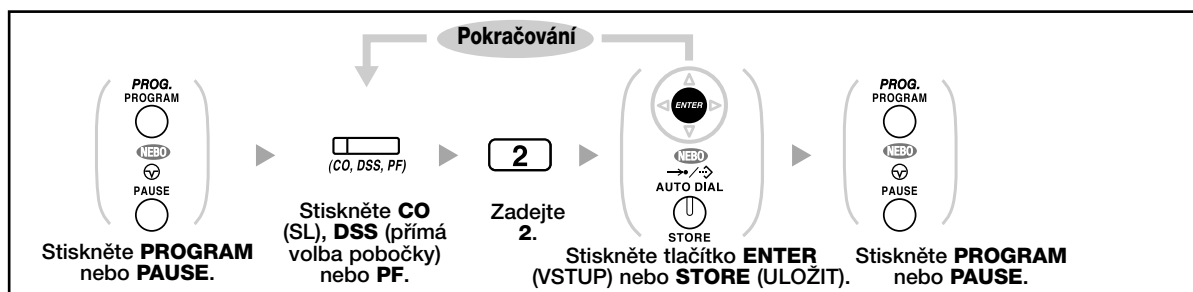 Pokračování
PROG.
PROGRAM
NEBO
PAUSE
Stiskněte PROGRAM
nebo PAUSE.
(CO, DSS, PF)
Stiskněte CO
(SL), DSS (přímá
volba pobočky)
nebo PF.
2
Zadejte
2.
ENTER
NEBO
AUTO DIAL
STORE
Stiskněte tlačítko ENTER
(VSTUP) nebo STORE (ULOŽIT).
PROG.
PROGRAM
NEBO
PAUSE
Stiskněte PROGRAM
nebo PAUSE.